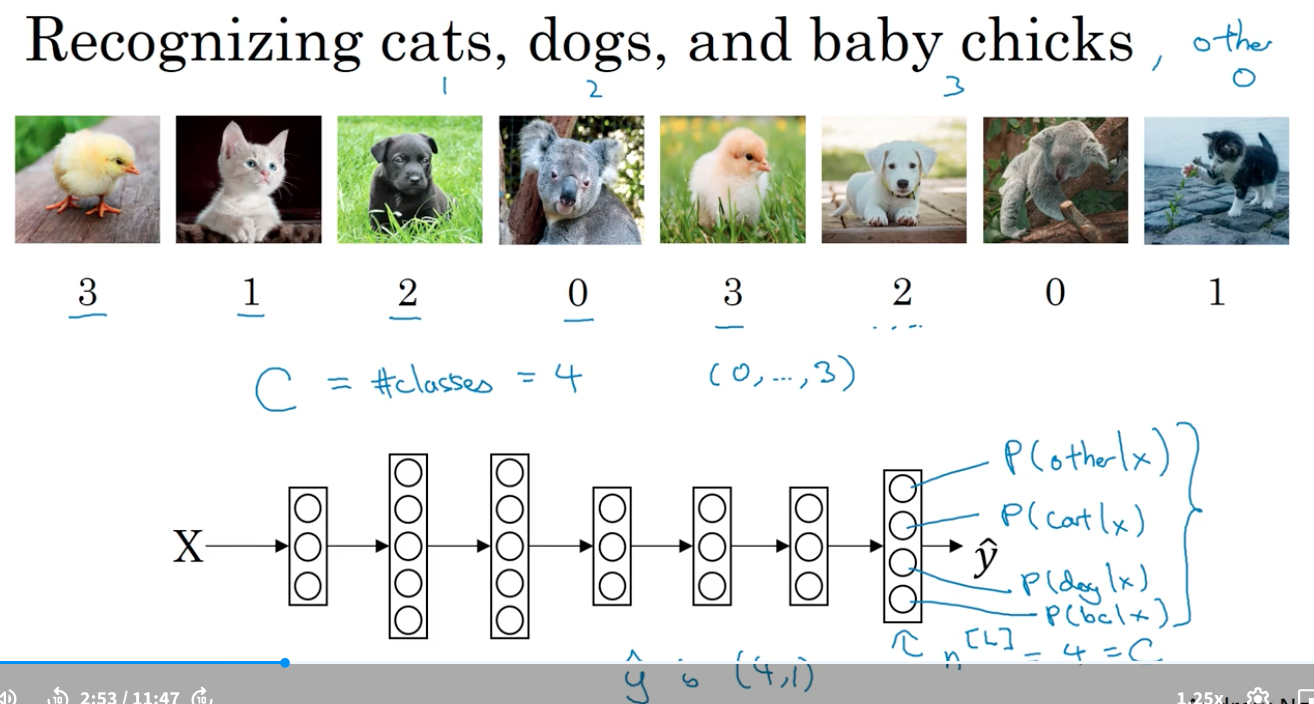 Recognizing cats, dogs, and baby chicks, other
1 2 3 0
3 1 2 0 3 2 0 1
C = #classes = 4 (0,...,3)
P(other|x)
P(cat|x)
X ŷ
P(dog|x)
P(bc|x)
n[L] = 4 = C
ŷ is (4,1)
2:53 / 11:47 1.25x